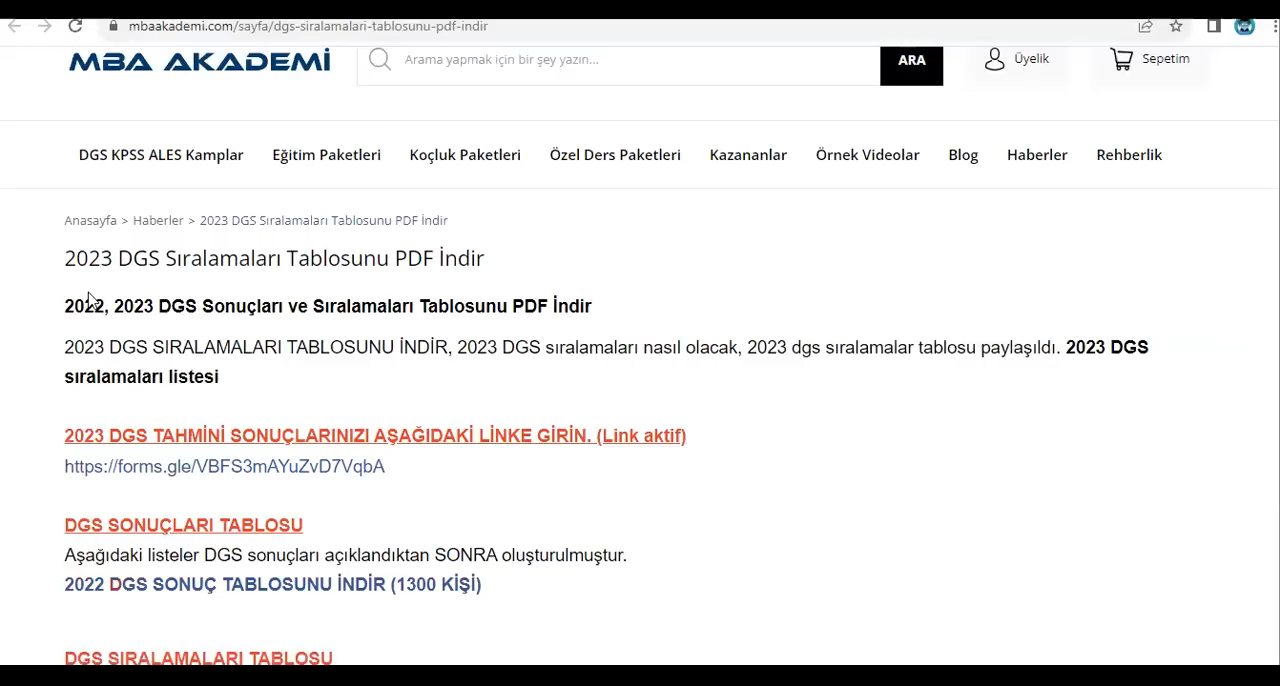 mbaakademi.com/sayfa/dgs-siralamalari-tablosunu-pdf-indir
MBA AKADEMİ
Arama yapmak için bir şey yazın...
ARA
Üyelik
Sepetim
DGS KPSS ALES Kamplar
Eğitim Paketleri
Koçluk Paketleri
Özel Ders Paketleri
Kazananlar
Örnek Videolar
Blog
Haberler
Rehberlik
Anasayfa > Haberler > 2023 DGS Sıralamaları Tablosunu PDF İndir
2023 DGS Sıralamaları Tablosunu PDF İndir
2022, 2023 DGS Sonuçları ve Sıralamaları Tablosunu PDF İndir
2023 DGS SIRALAMALARI TABLOSUNU İNDİR, 2023 DGS sıralamaları nasıl olacak, 2023 dgs sıralamalar tablosu paylaşıldı. 2023 DGS
sıralamaları listesi
2023 DGS TAHMİNİ SONUÇLARINIZI AŞAĞIDAKİ LİNKE GİRİN. (Link aktif)
https://forms.gle/VBFS3mAYuZvD7VqbA
DGS SONUÇLARI TABLOSU
Aşağıdaki listeler DGS sonuçları açıklandıktan SONRA oluşturulmuştur.
2022 DGS SONUÇ TABLOSUNU İNDİR (1300 KİŞİ)
DGS SIRALAMALARI TABLOSU